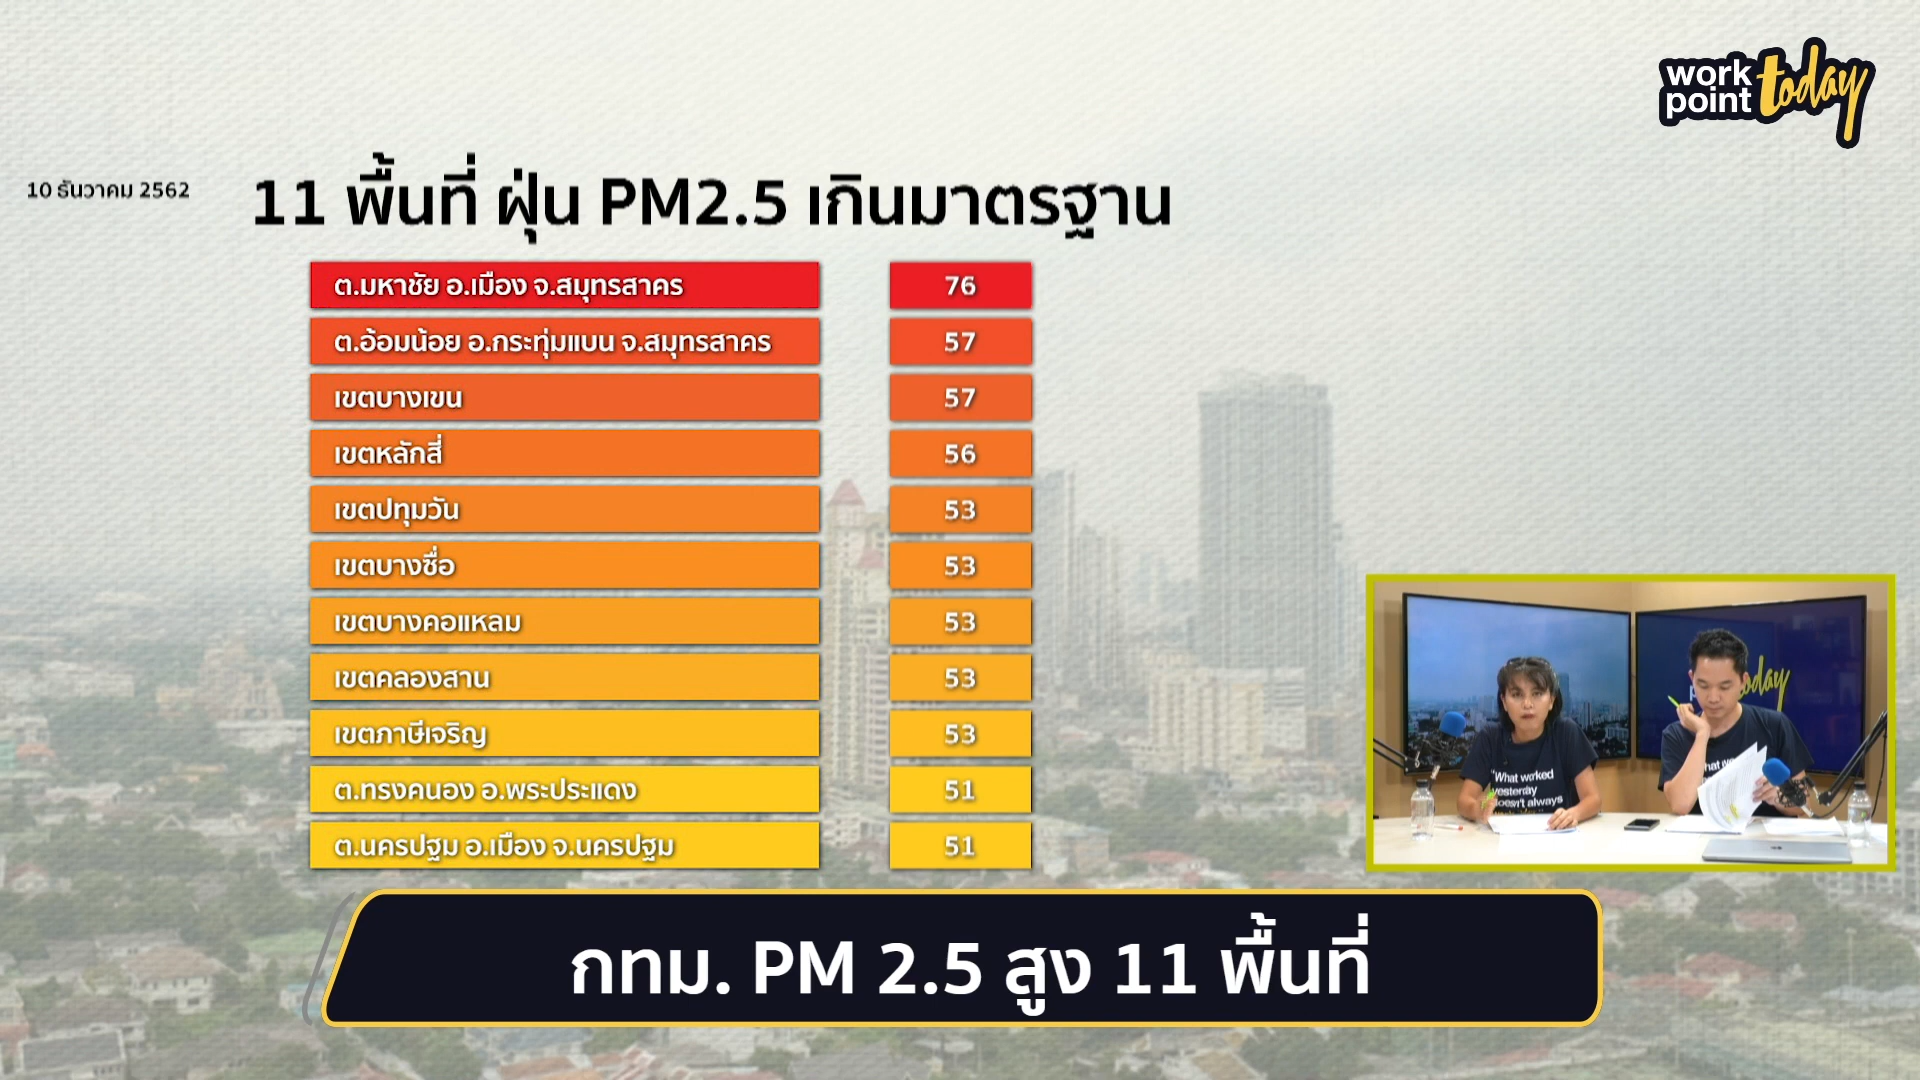 work
point today
10 ธันวาคม 2562
11 พื้นที่ ฝุ่น PM2.5 เกินมาตรฐาน
ต.มหาชัย อ.เมือง จ.สมุทรสาคร 76
ต.อ้อมน้อย อ.กระทุ่มแบน จ.สมุทรสาคร 57
เขตบางเขน 57
เขตหลักสี่ 56
เขตปทุมวัน 53
เขตบางซื่อ 53
เขตบางคอแหลม 53
เขตคลองสาน 53
เขตภาษีเจริญ 53
ต.ทรงคนอง อ.พระประแดง 51
ต.นครปฐม อ.เมือง จ.นครปฐม 51
"What worked
yesterday
doesn't always
กทม. PM 2.5 สูง 11 พื้นที่